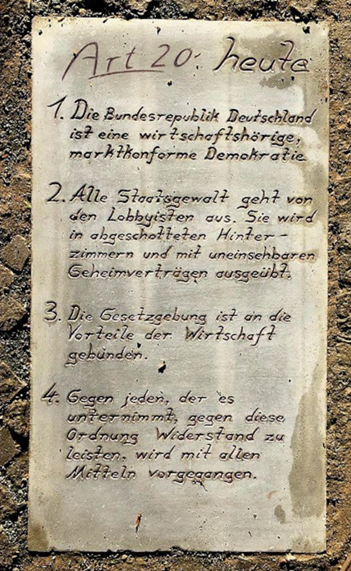 Art 20: heute
1. Die Bundesrepublik Deutschland
ist eine wirtschaftshörige,
marktkonforme Demokratie
2. Alle Staatsgewalt geht von
den Lobbyisten aus. Sie wird
in abgeschotteten Hinter-
zimmern und mit uneinsehbaren
Geheimverträgen ausgeübt.
3. Die Gesetzgebung ist an die
Vorteile der Wirtschaft
gebunden.
4. Gegen jeden, der es
unternimmt, gegen diese
Ordnung Widerstand zu
leisten, wird mit allen
Mitteln vorgegangen.